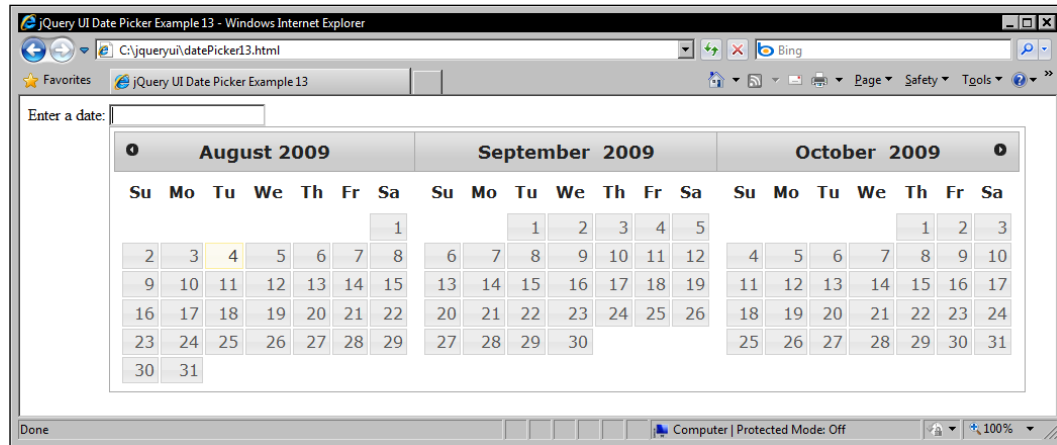 jQuery UI Date Picker Example 13 - Windows Internet Explorer
C:\jqueryui\datePicker13.html
Bing
Favorites
jQuery UI Date Picker Example 13
Page Safety Tools »
Enter a date:
August 2009 September 2009 October 2009
Su Mo Tu We Th Fr Sa Su Mo Tu We Th Fr Sa Su Mo Tu We Th Fr Sa
1 1 2 3 4 5 1 2 3
2 3 4 5 6 7 8 6 7 8 9 10 11 12 4 5 6 7 8 9 10
9 10 11 12 13 14 15 13 14 15 16 17 18 19 11 12 13 14 15 16 17
16 17 18 19 20 21 22 20 21 22 23 24 25 26 18 19 20 21 22 23 24
23 24 25 26 27 28 29 27 28 29 30 25 26 27 28 29 30 31
30 31
Done
Computer | Protected Mode: Off
100%